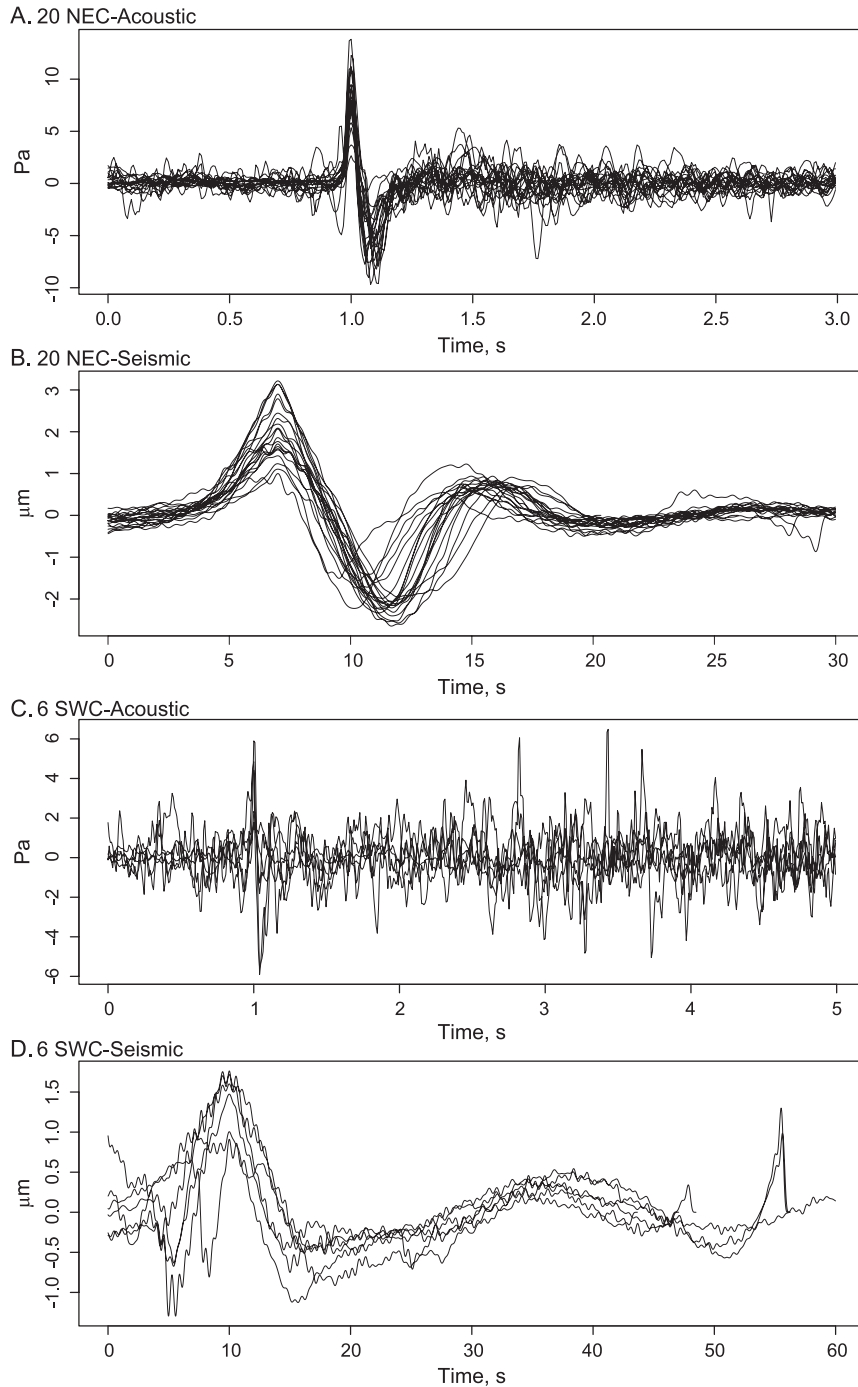 A. 20 NEC-Acoustic
10
5
0
-5
-10
Pa
0.0 0.5 1.0 1.5 2.0 2.5 3.0
Time, s
B. 20 NEC-Seismic
3
2
1
0
-2
μm
0 5 10 15 20 25 30
Time, s
C. 6 SWC-Acoustic
6
4
2
0
-2
-4
-6
Pa
0 1 2 3 4 5
Time, s
D. 6 SWC-Seismic
1.5
0.5
0.0
-0.5
-1.0
μm
0 10 20 30 40 50 60
Time, s